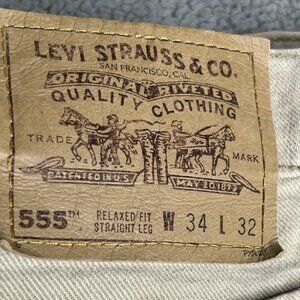 LEVI STRAUSS & CO.
SAN FRANCISCO, CAL.
ORIGINAL RIVETED
QUALITY CLOTHING
TRADE MARK
PATENTED IN U.S. MAY 20 1873
555™ RELAXED FIT W 34 L 32
STRAIGHT LEG